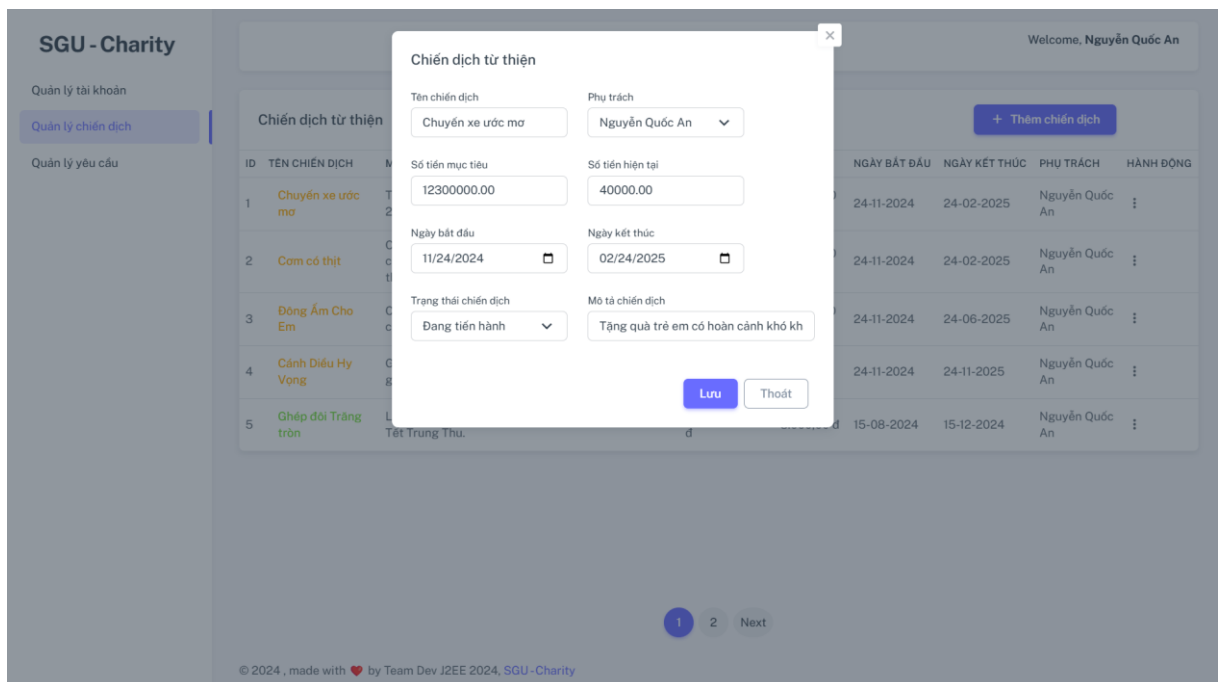 SGU - Charity
Welcome, Nguyễn Quốc An
Quản lý tài khoản
Quản lý chiến dịch
Quản lý yêu cầu
Chiến dịch từ thiện
+ Thêm chiến dịch
ID TÊN CHIẾN DỊCH M NGÀY BẮT ĐẦU NGÀY KẾT THÚC PHỤ TRÁCH HÀNH ĐỘNG
1 Chuyến xe ước mơ 24-11-2024 24-02-2025 Nguyễn Quốc An
2 Cơm có thịt 24-11-2024 24-02-2025 Nguyễn Quốc An
3 Đông Ấm Cho Em 24-11-2024 24-06-2025 Nguyễn Quốc An
4 Cánh Diều Hy Vọng 24-11-2024 24-11-2025 Nguyễn Quốc An
5 Ghép đôi Trăng tròn Tết Trung Thu. đ 15-08-2024 15-12-2024 Nguyễn Quốc An
Chiến dịch từ thiện
Tên chiến dịch Phụ trách
Chuyến xe ước mơ Nguyễn Quốc An
Số tiền mục tiêu Số tiền hiện tại
12300000.00 40000.00
Ngày bắt đầu Ngày kết thúc
11/24/2024 02/24/2025
Trạng thái chiến dịch Mô tả chiến dịch
Đang tiến hành Tặng quà trẻ em có hoàn cảnh khó kh
Lưu Thoát
1 2 Next
© 2024 , made with ❤️ by Team Dev J2EE 2024, SGU - Charity